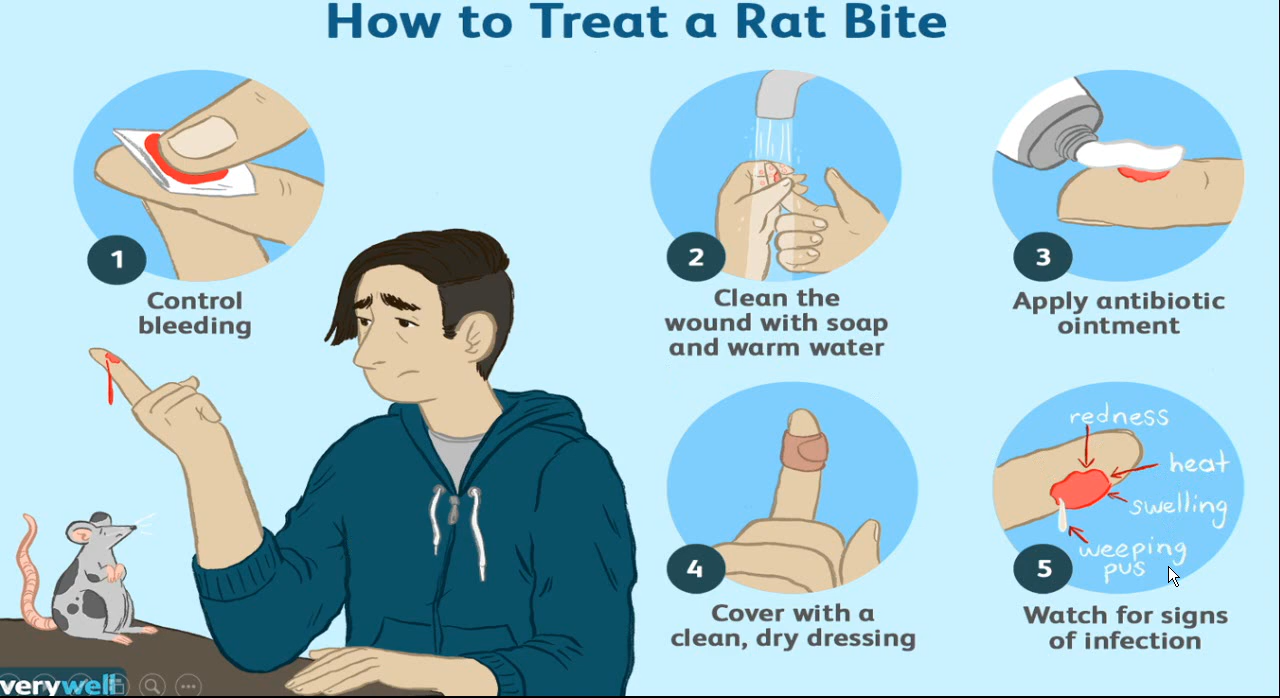 How to Treat a Rat Bite
1
Control
bleeding
2
Clean the
wound with soap
and warm water
3
Apply antibiotic
ointment
4
Cover with a
clean, dry dressing
redness
heat
swelling
weeping
pus
5
Watch for signs
of infection
verywell